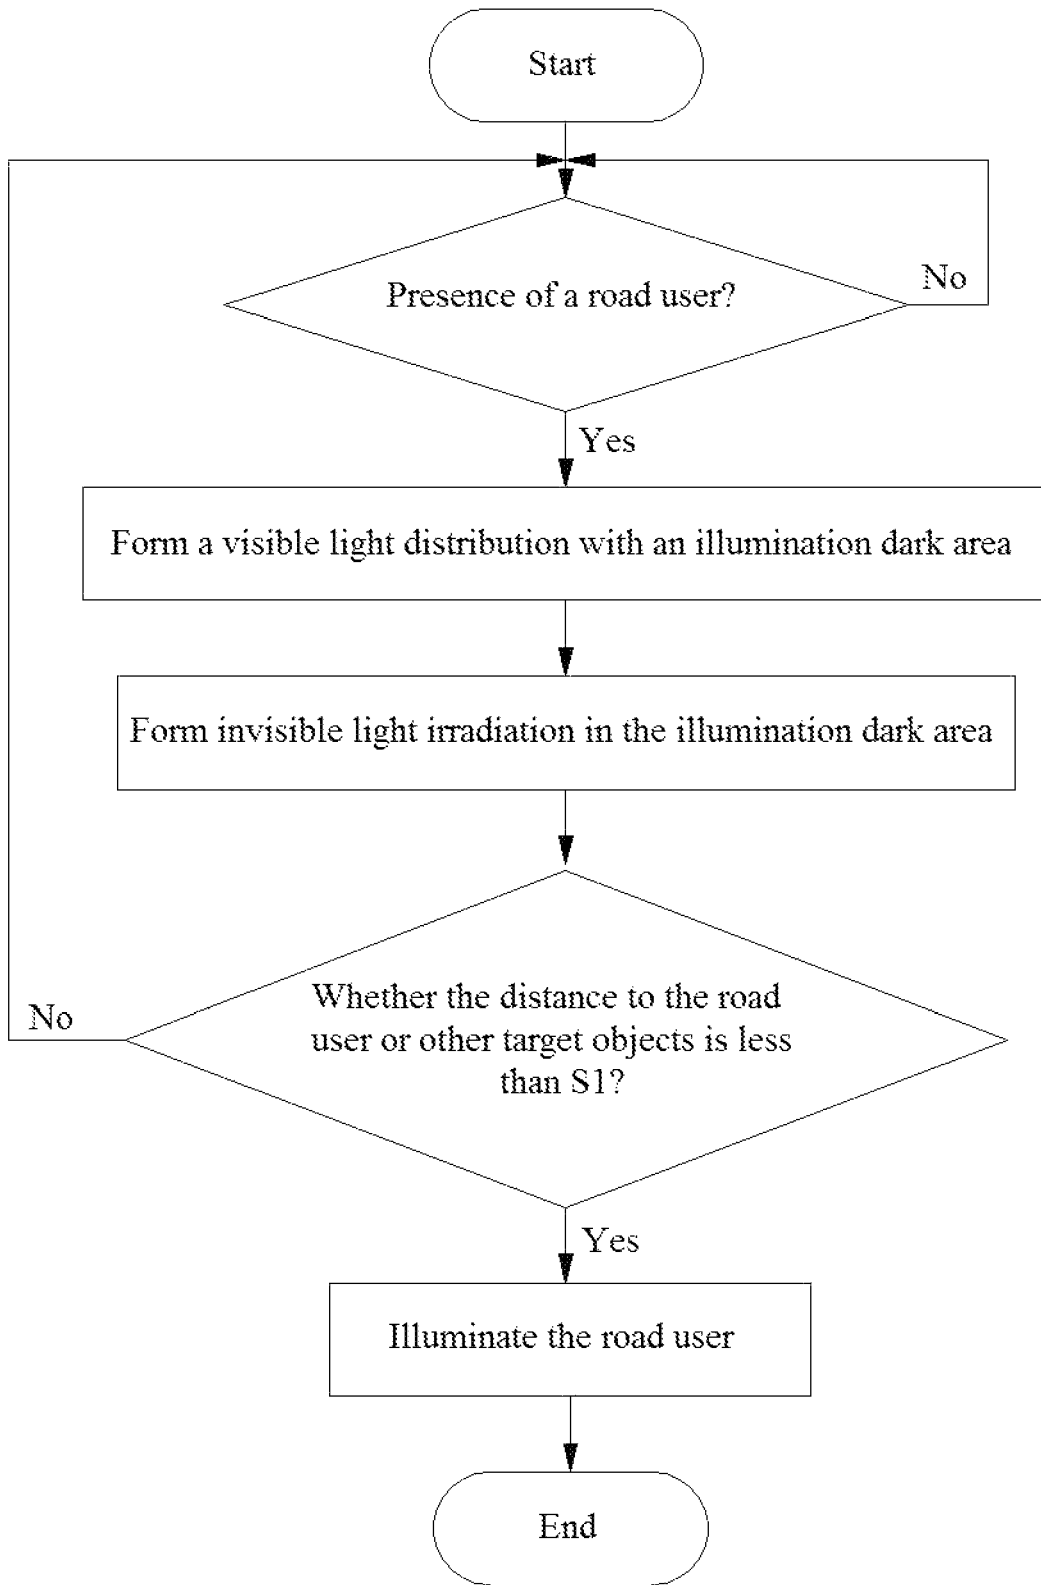 Start
Presence of a road user?
No
Yes
Form a visible light distribution with an illumination dark area
Form invisible light irradiation in the illumination dark area
Whether the distance to the road
user or other target objects is less
than S1?
No
Yes
Illuminate the road user
End